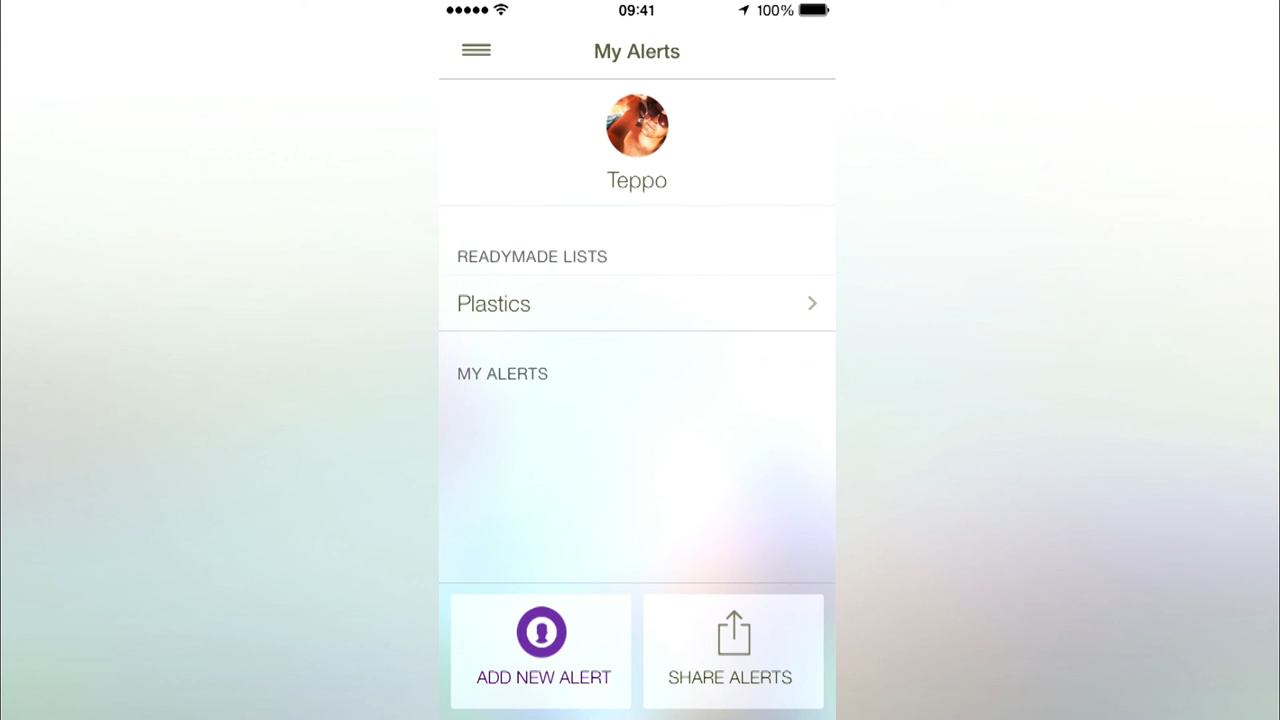 09:41
100%
My Alerts
Teppo
READYMADE LISTS
Plastics
MY ALERTS
ADD NEW ALERT
SHARE ALERTS